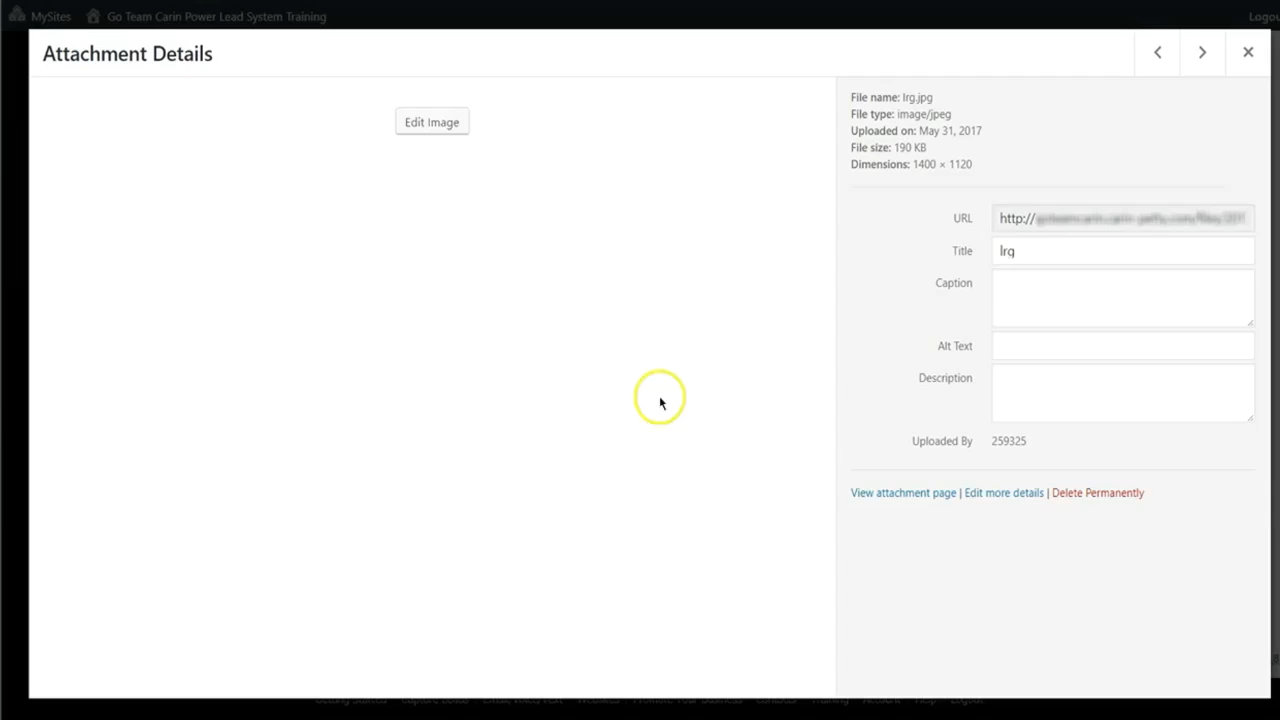 MySites Go Team Carin Power Lead System Training
Attachment Details
Edit Image
File name: lrg.jpg
File type: image/jpeg
Uploaded on: May 31, 2017
File size: 190 KB
Dimensions: 1400 × 1120
URL http://
Title lrg
Caption
Alt Text
Description
Uploaded By 259325
View attachment page | Edit more details | Delete Permanently